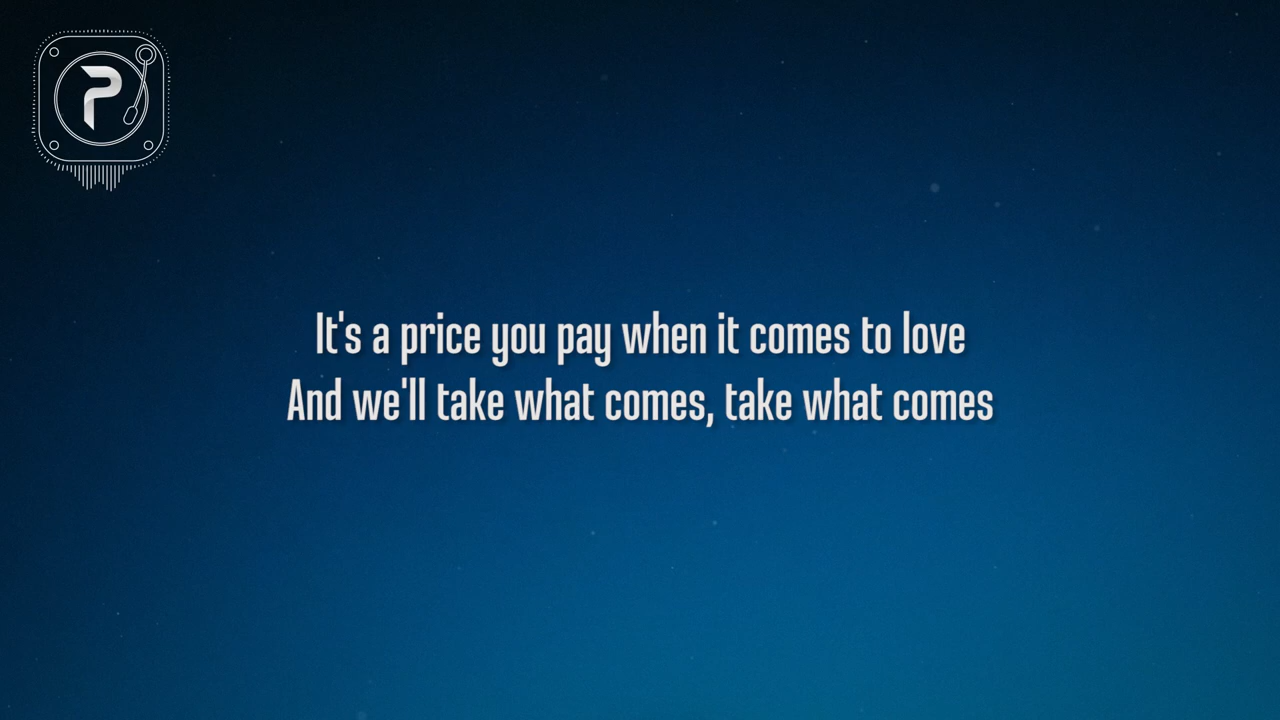 P
It's a price you pay when it comes to love
And we'll take what comes, take what comes